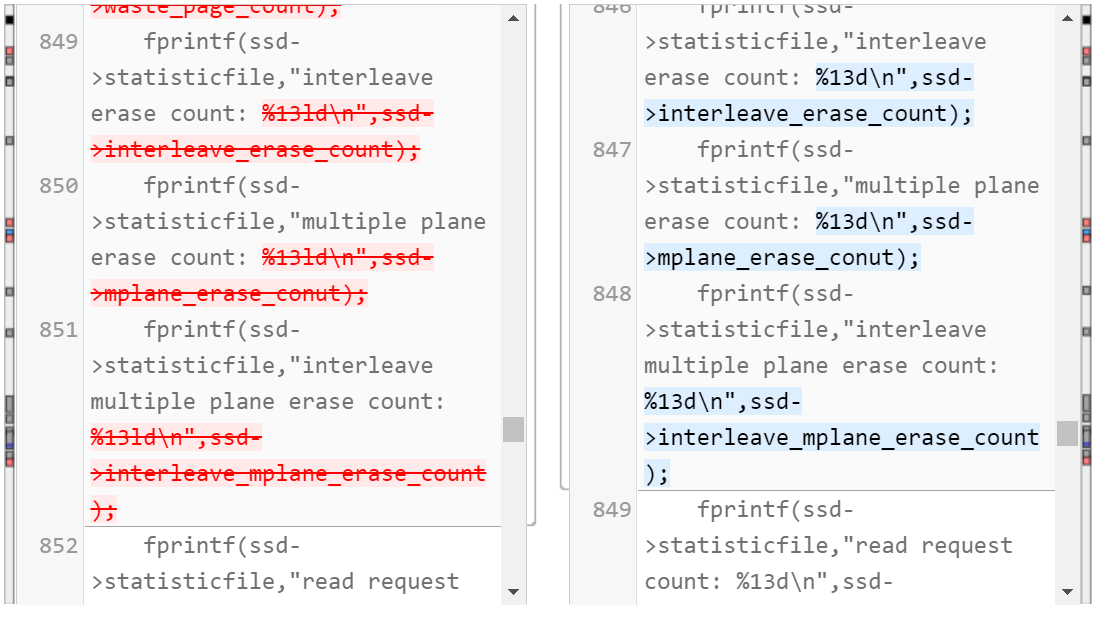 >waste_page_count);
849 fprintf(ssd-
>statisticfile,"interleave
erase count: %13ld\n",ssd-
>interleave_erase_count);
850 fprintf(ssd-
>statisticfile,"multiple plane
erase count: %13ld\n",ssd-
>mplane_erase_conut);
851 fprintf(ssd-
>statisticfile,"interleave
multiple plane erase count:
%13ld\n",ssd-
>interleave_mplane_erase_count
);
852 fprintf(ssd-
>statisticfile,"read request
846 fprintf(ssd-
>statisticfile,"interleave
erase count: %13d\n",ssd-
>interleave_erase_count);
847 fprintf(ssd-
>statisticfile,"multiple plane
erase count: %13d\n",ssd-
>mplane_erase_conut);
848 fprintf(ssd-
>statisticfile,"interleave
multiple plane erase count:
%13d\n",ssd-
>interleave_mplane_erase_count
);
849 fprintf(ssd-
>statisticfile,"read request
count: %13d\n",ssd-